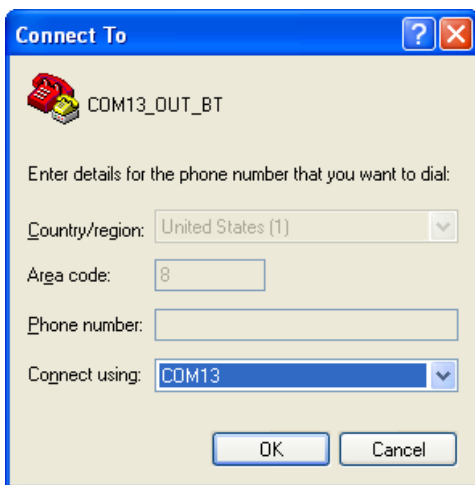 Connect To
COM13_OUT_BT
Enter details for the phone number that you want to dial:
Country/region: United States (1)
Area code: 8
Phone number:
Connect using: COM13
OK Cancel